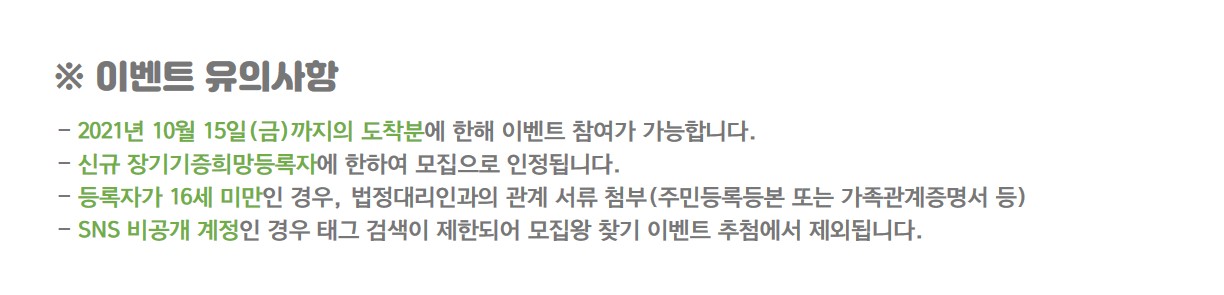 ※ 이벤트 유의사항
- 2021년 10월 15일(금)까지의 도착분에 한해 이벤트 참여가 가능합니다.
- 신규 장기기증희망등록자에 한하여 모집으로 인정됩니다.
- 등록자가 16세 미만인 경우, 법정대리인과의 관계 서류 첨부(주민등록등본 또는 가족관계증명서 등)
- SNS 비공개 계정인 경우 태그 검색이 제한되어 모집왕 찾기 이벤트 추첨에서 제외됩니다.